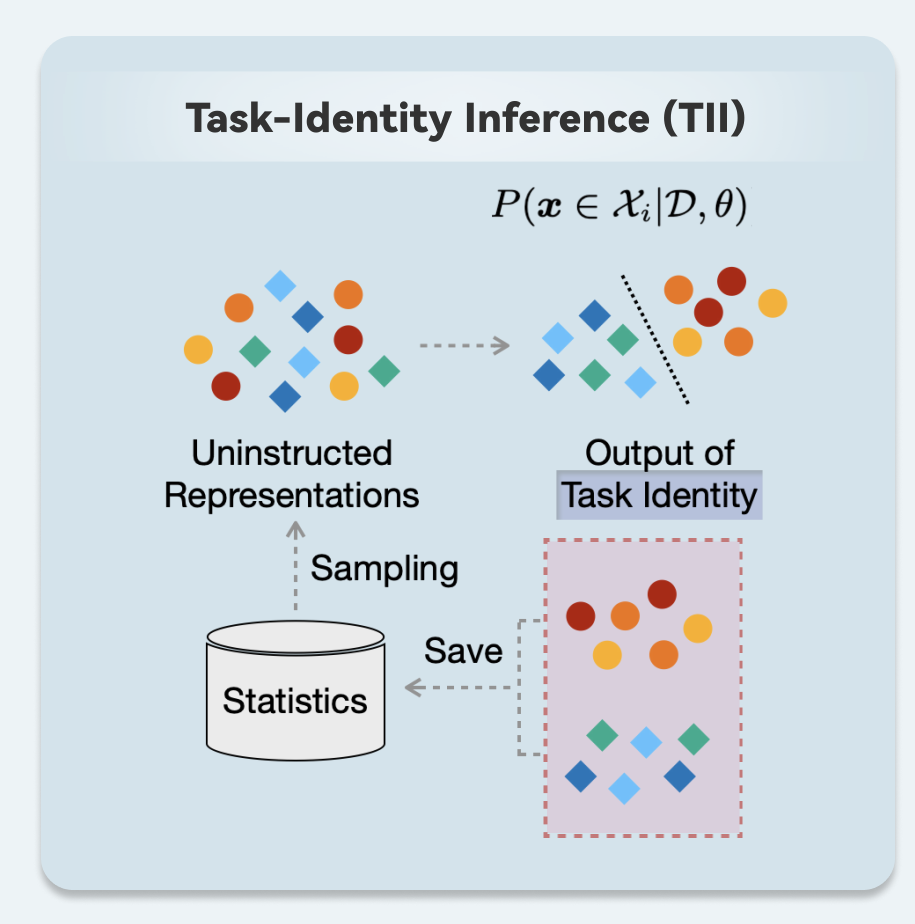 Task-Identity Inference (TII)
P(x ∈ 𝒳ᵢ|𝒟, θ)
Uninstructed
Representations
Output of
Task Identity
Sampling
Save
Statistics